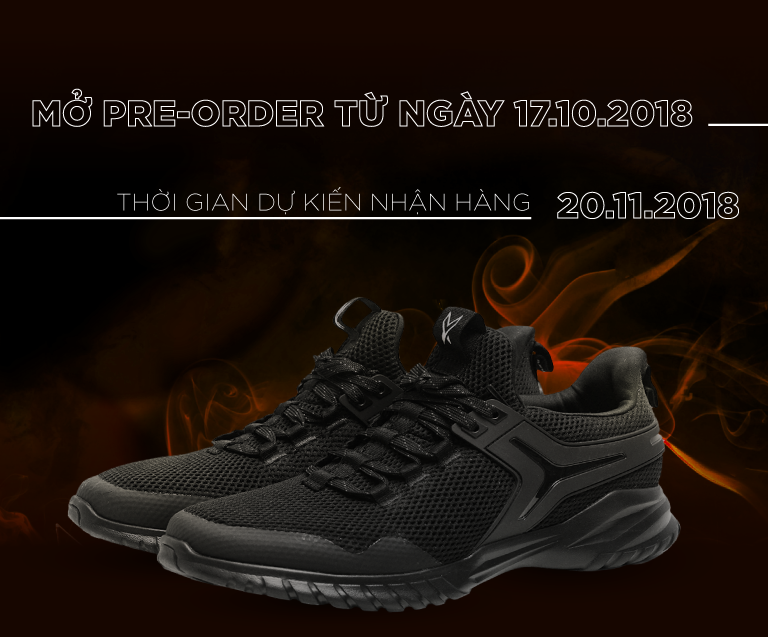 MỞ PRE-ORDER TỪ NGÀY 17.10.2018
THỜI GIAN DỰ KIẾN NHẬN HÀNG 20.11.2018